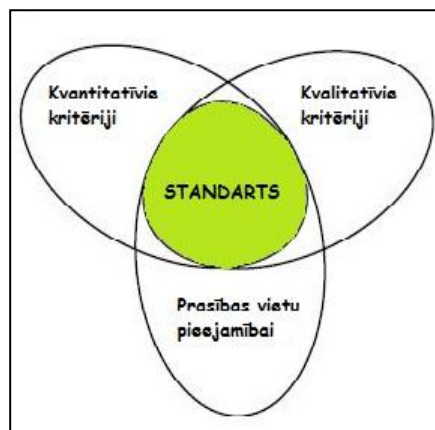 Kvantitatīvie
kritēriji
Kvalitatīvie
kritēriji
STANDARTS
Prasības vietu
pieejamībai